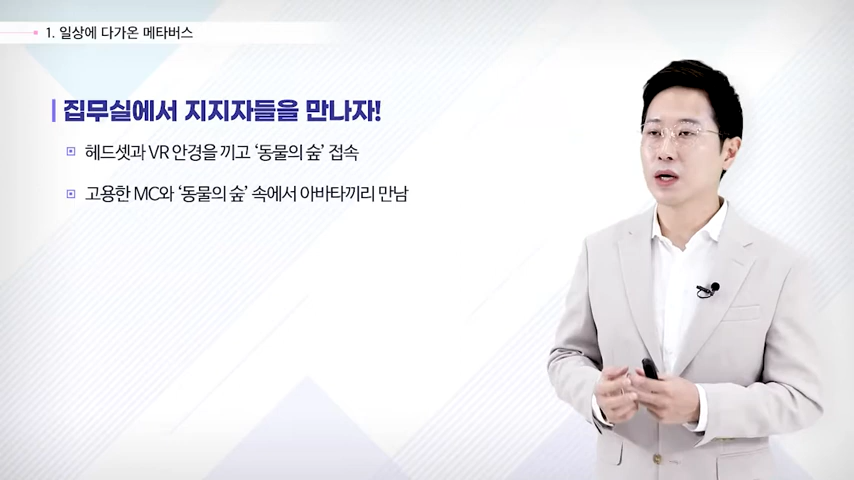 1. 일상에 다가온 메타버스
집무실에서 지지자들을 만나자!
헤드셋과 VR 안경을 끼고 ‘동물의 숲’ 접속
고용한 MC와 ‘동물의 숲’ 속에서 아바타끼리 만남